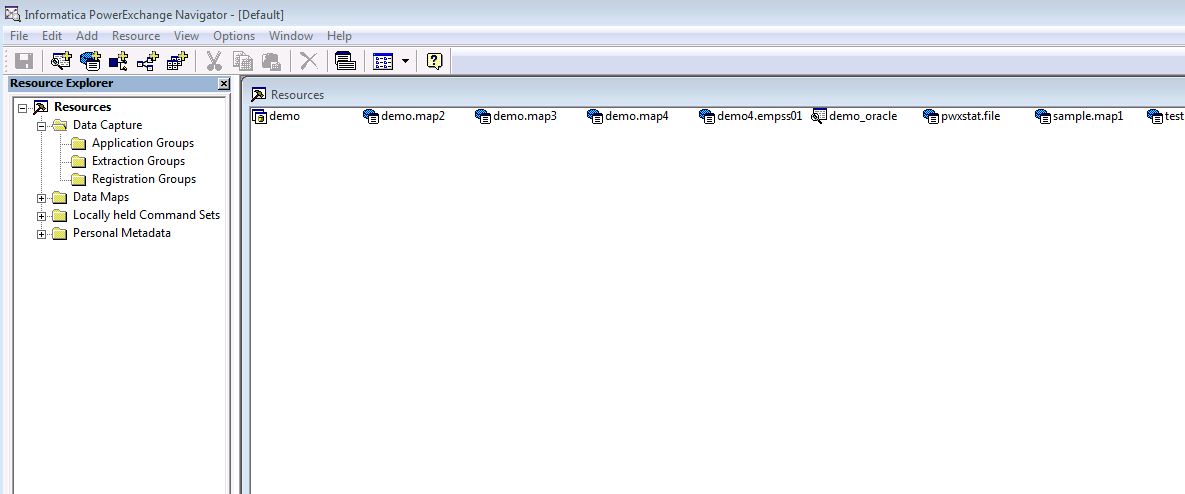 Informatica PowerExchange Navigator - [Default]
File Edit Add Resource View Options Window Help
Resource Explorer
Resources
Data Capture
Application Groups
Extraction Groups
Registration Groups
Data Maps
Locally held Command Sets
Personal Metadata
Resources
demo demo.map2 demo.map3 demo.map4 demo4.empss01 demo_oracle pwxstat.file sample.map1 test